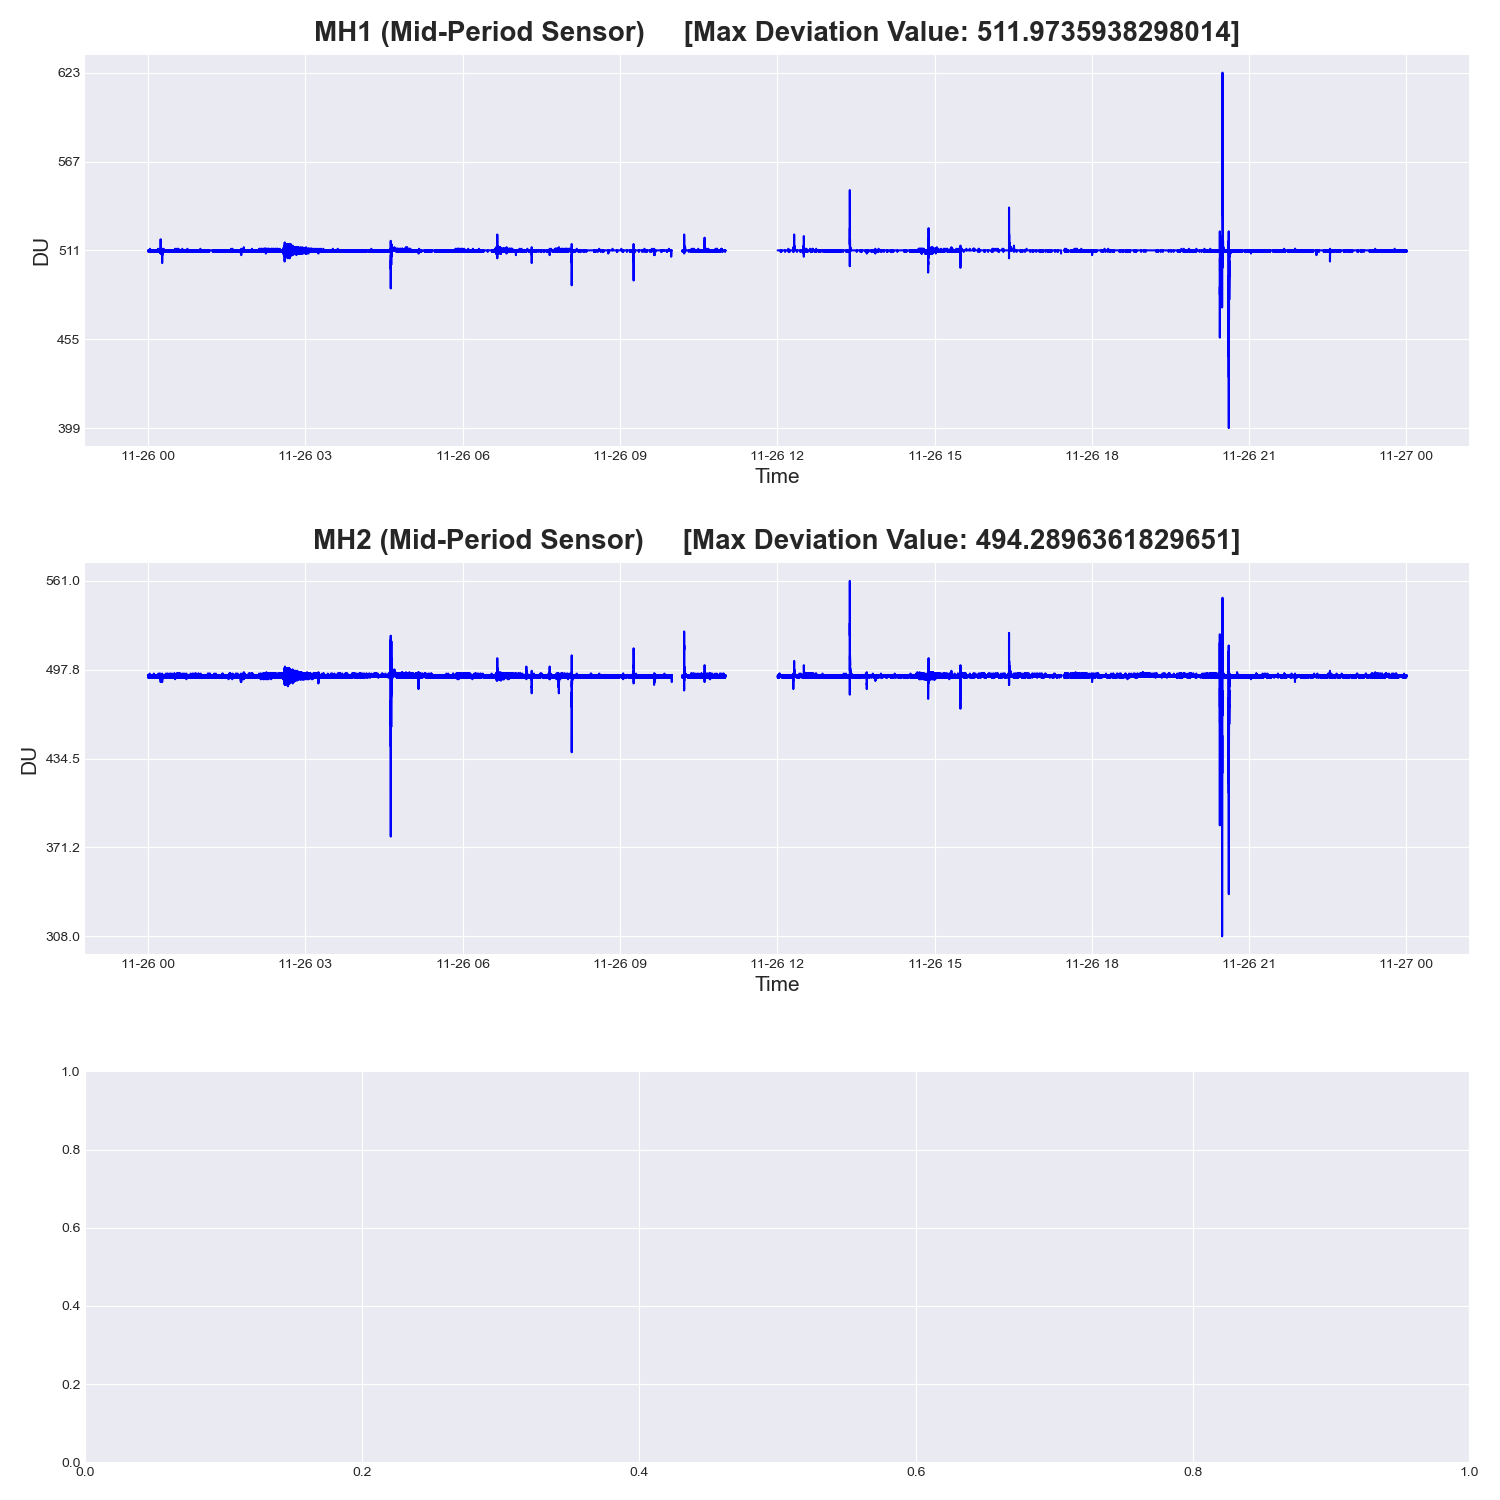 MH1 (Mid-Period Sensor) [Max Deviation Value: 511.9735938298014]
623
567
511
455
399
DU
11-26 00 11-26 03 11-26 06 11-26 09 11-26 12 11-26 15 11-26 18 11-26 21 11-27 00
Time
MH2 (Mid-Period Sensor) [Max Deviation Value: 494.2896361829651]
561.0
497.8
434.5
371.2
308.0
DU
11-26 00 11-26 03 11-26 06 11-26 09 11-26 12 11-26 15 11-26 18 11-26 21 11-27 00
Time
1.0
0.8
0.6
0.4
0.2
0.0
0.0 0.2 0.4 0.6 0.8 1.0